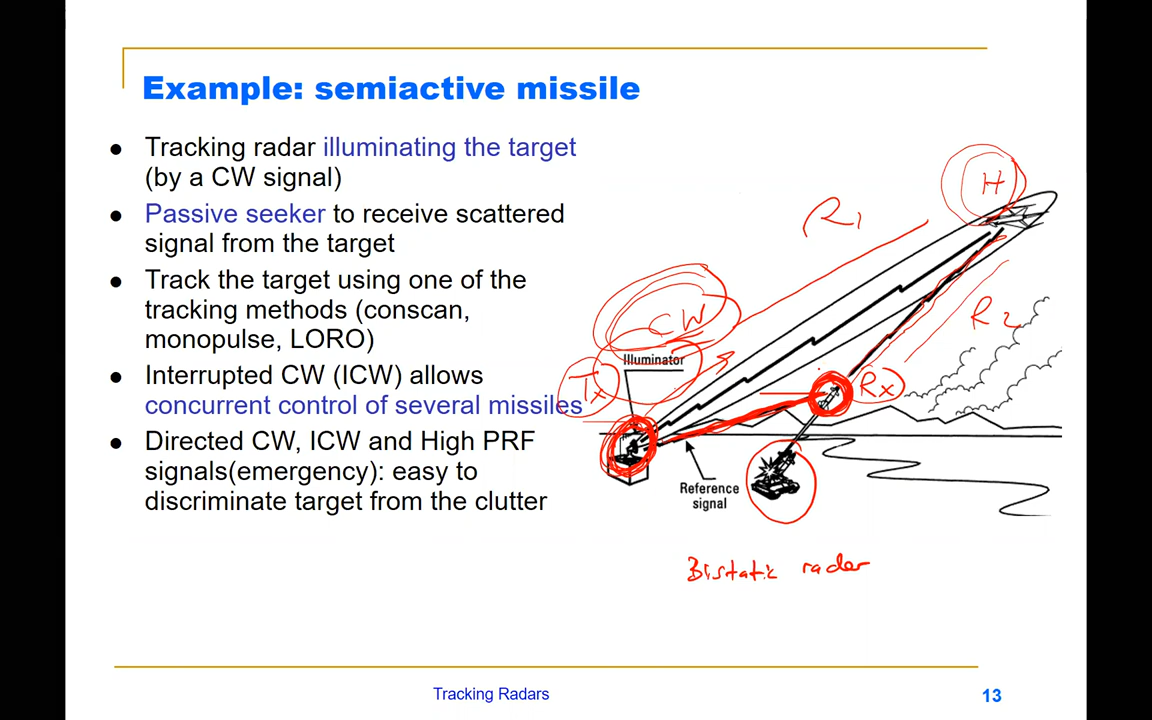 Example: semiactive missile
● Tracking radar illuminating the target
(by a CW signal)
● Passive seeker to receive scattered
signal from the target
● Track the target using one of the
tracking methods (conscan,
monopulse, LORO)
● Interrupted CW (ICW) allows
concurrent control of several missiles
● Directed CW, ICW and High PRF
signals(emergency): easy to
discriminate target from the clutter
H
R1
R2
CW
Illuminator
Tx
Rx
Reference
signal
Bistatic radar
Tracking Radars
13